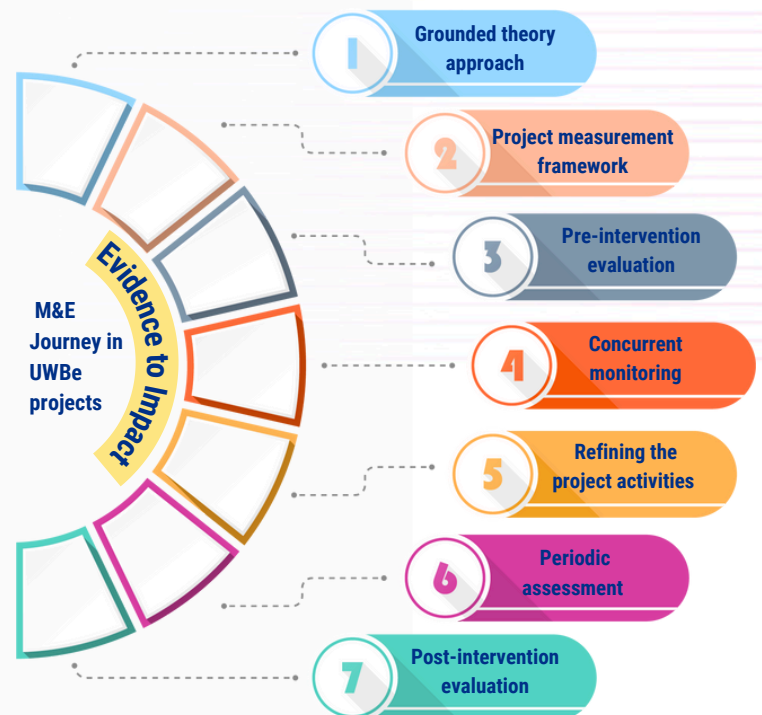 1
Grounded theory
approach
2
Project measurement
framework
3
Pre-intervention
evaluation
M&E
Journey in
UWBe
projects
Evidence to Impact
4
Concurrent
monitoring
5
Refining the
project activities
6
Periodic
assessment
7
Post-intervention
evaluation